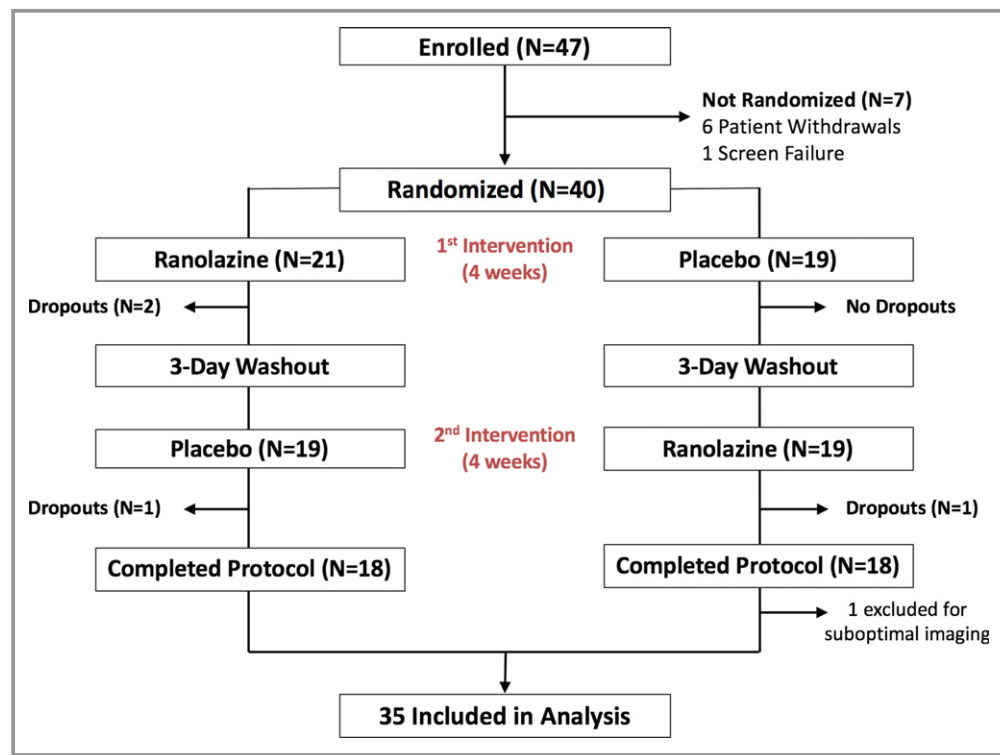 Enrolled (N=47)
Not Randomized (N=7)
6 Patient Withdrawals
1 Screen Failure
Randomized (N=40)
Ranolazine (N=21)
1st Intervention
(4 weeks)
Placebo (N=19)
Dropouts (N=2)
No Dropouts
3-Day Washout
3-Day Washout
Placebo (N=19)
2nd Intervention
(4 weeks)
Ranolazine (N=19)
Dropouts (N=1)
Dropouts (N=1)
Completed Protocol (N=18)
Completed Protocol (N=18)
1 excluded for
suboptimal imaging
35 Included in Analysis